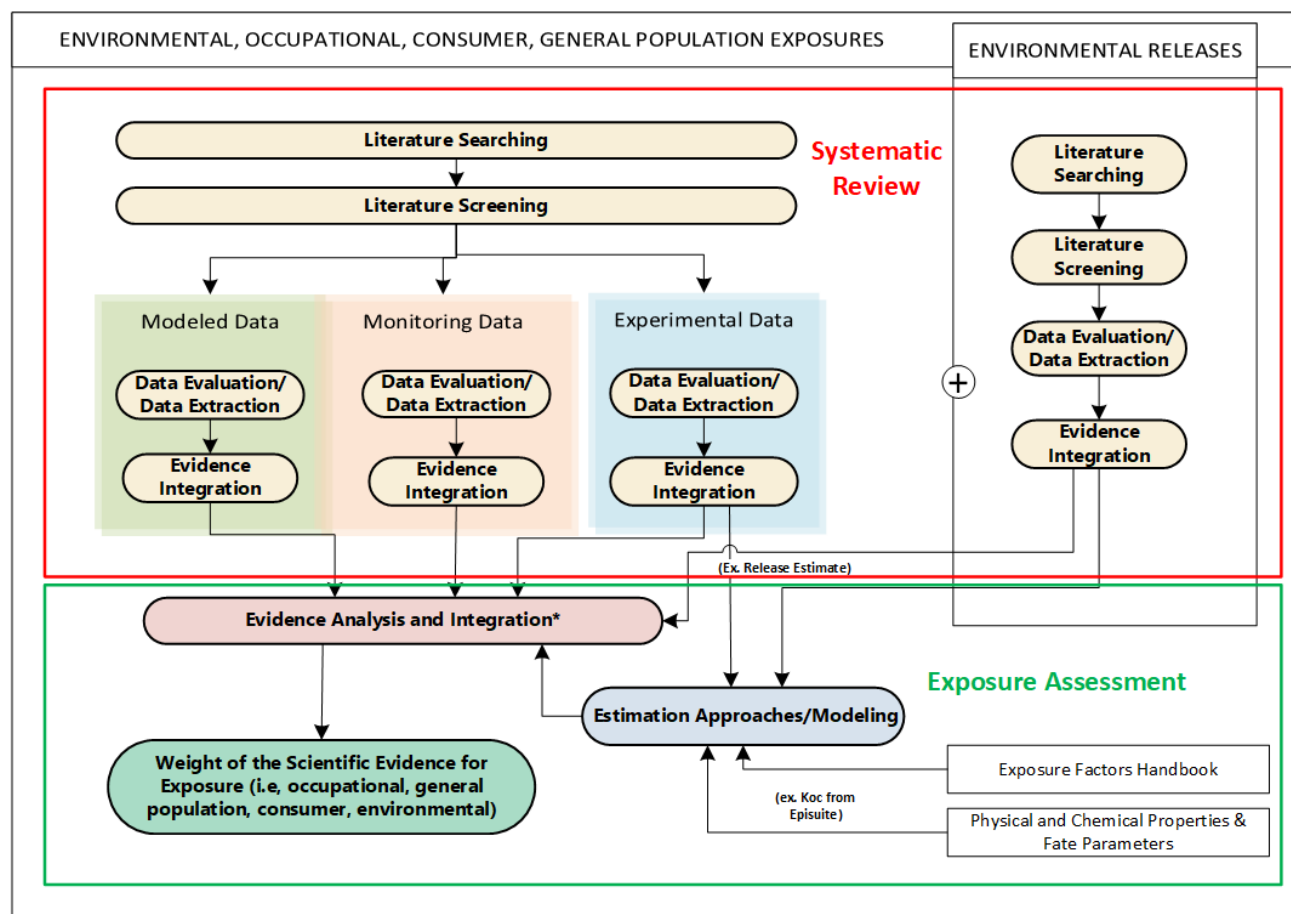 ENVIRONMENTAL, OCCUPATIONAL, CONSUMER, GENERAL POPULATION EXPOSURES
ENVIRONMENTAL RELEASES
Literature Searching
Systematic
Review
Literature Screening
Literature
Searching
Literature
Screening
Modeled Data
Monitoring Data
Experimental Data
Data Evaluation/
Data Extraction
Data Evaluation/
Data Extraction
Data Evaluation/
Data Extraction
Data Evaluation/
Data Extraction
+
Evidence
Integration
Evidence
Integration
Evidence
Integration
Evidence
Integration
(Ex. Release Estimate)
Evidence Analysis and Integration*
Exposure Assessment
Estimation Approaches/Modeling
Weight of the Scientific Evidence for
Exposure (i.e, occupational, general
population, consumer, environmental)
Exposure Factors Handbook
(ex. Koc from
Episuite)
Physical and Chemical Properties &
Fate Parameters